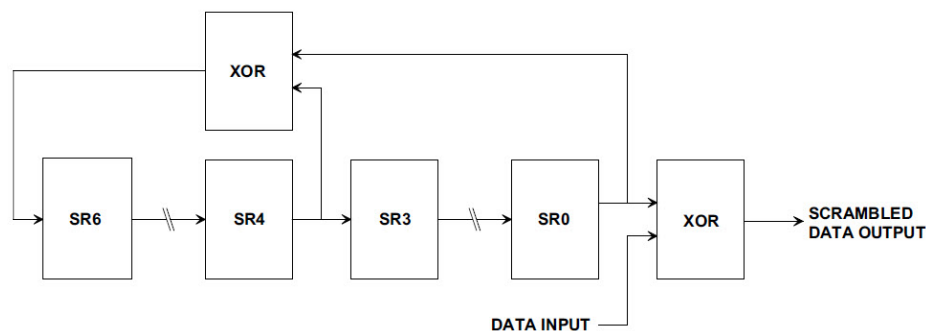 XOR
SR6
SR4
SR3
SR0
XOR
SCRAMBLED
DATA OUTPUT
DATA INPUT